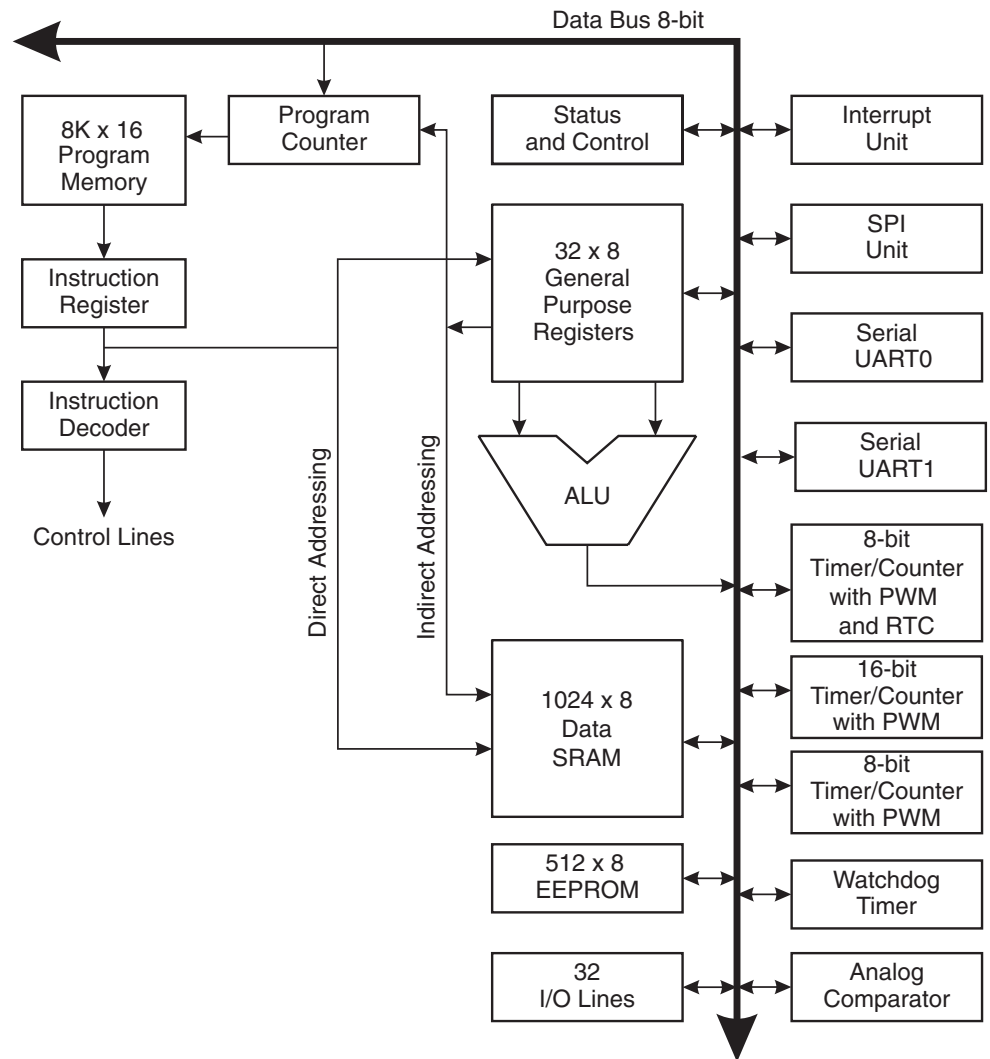 Data Bus 8-bit
8K x 16
Program
Memory
Program
Counter
Status
and Control
Interrupt
Unit
32 x 8
General
Purpose
Registers
SPI
Unit
Instruction
Register
Serial
UART0
Instruction
Decoder
Serial
UART1
ALU
Control Lines
Direct Addressing
Indirect Addressing
8-bit
Timer/Counter
with PWM
and RTC
1024 x 8
Data
SRAM
16-bit
Timer/Counter
with PWM
8-bit
Timer/Counter
with PWM
512 x 8
EEPROM
Watchdog
Timer
32
I/O Lines
Analog
Comparator